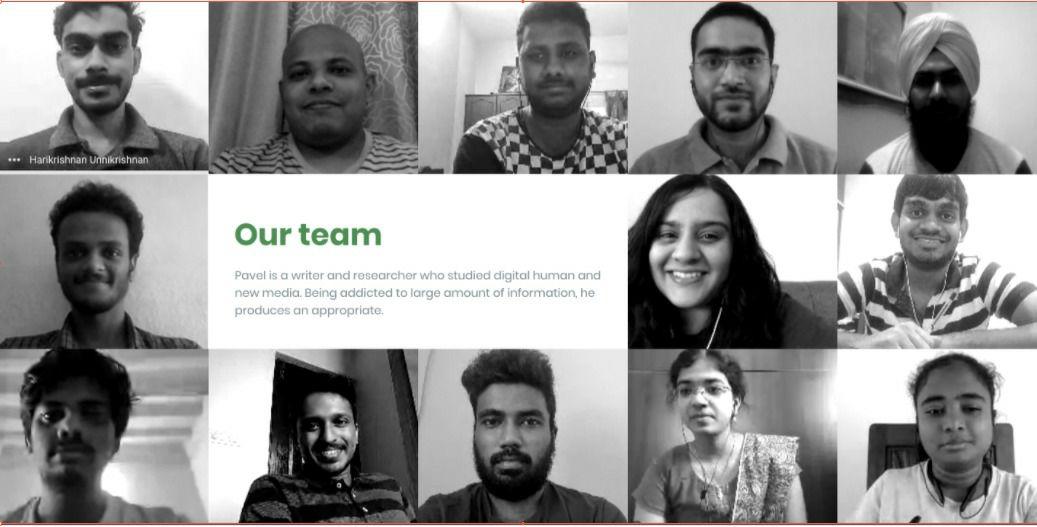 ••• Harikrishnan Unnikrishnan
Our team
Pavel is a writer and researcher who studied digital human and
new media. Being addicted to large amount of information, he
produces an appropriate.